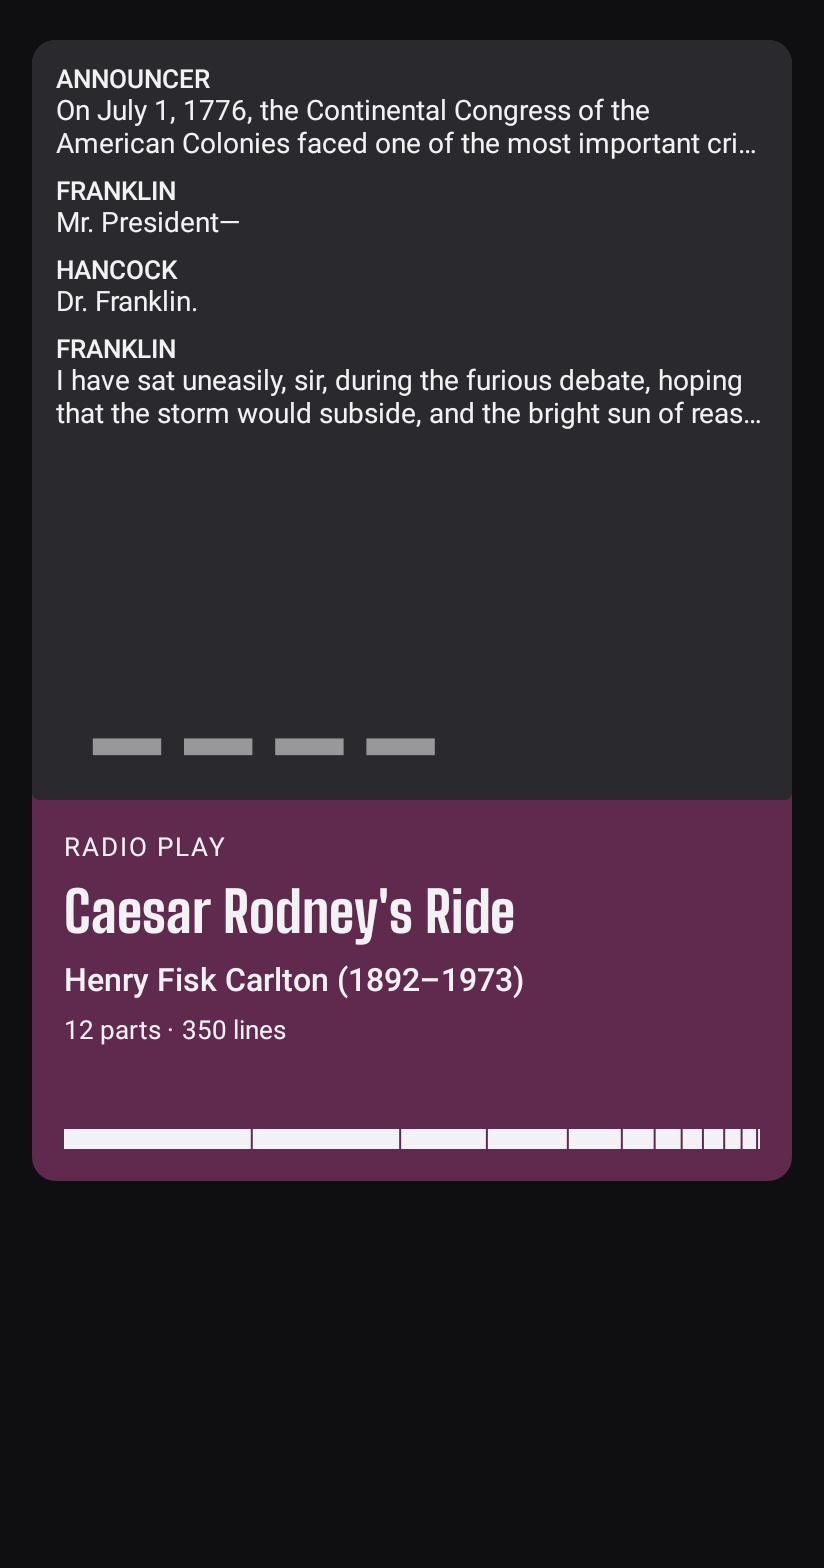 ANNOUNCER
On July 1, 1776, the Continental Congress of the
American Colonies faced one of the most important cri…
FRANKLIN
Mr. President—
HANCOCK
Dr. Franklin.
FRANKLIN
I have sat uneasily, sir, during the furious debate, hoping
that the storm would subside, and the bright sun of reas…
RADIO PLAY
Caesar Rodney's Ride
Henry Fisk Carlton (1892–1973)
12 parts · 350 lines